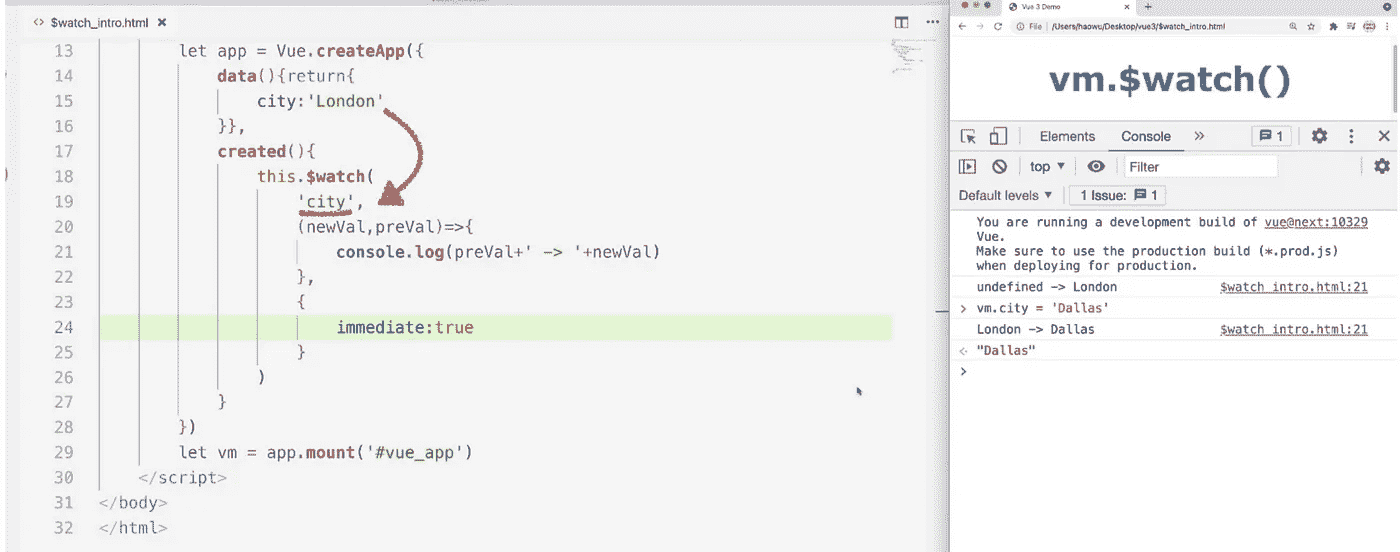 $watch_intro.html
13 let app = Vue.createApp({
14 data(){return{
15 city:'London'
16 }},
17 created(){
18 this.$watch(
19 'city',
20 (newVal,preVal)=>{
21 console.log(preVal+' -> '+newVal)
22 },
23 {
24 immediate:true
25 }
26 )
27 }
28 })
29 let vm = app.mount('#vue_app')
30 </script>
31 </body>
32 </html>
Vue 3 Demo
File /Users/haowu/Desktop/vue3/$watch_intro.html
vm.$watch()
Elements Console 1
top Filter
Default levels 1 Issue: 1
You are running a development build of vue@next:10329
Vue.
Make sure to use the production build (*.prod.js)
when deploying for production.
undefined -> London $watch_intro.html:21
> vm.city = 'Dallas'
London -> Dallas $watch_intro.html:21
"Dallas"